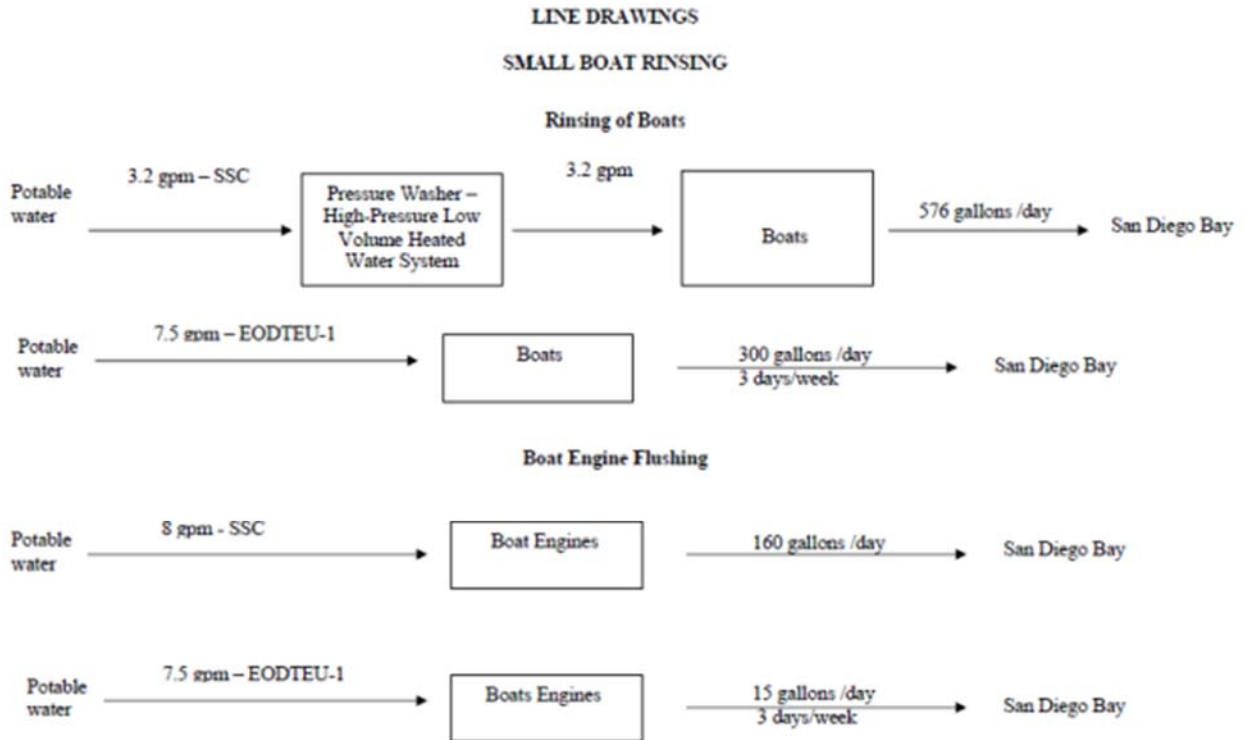 LINE DRAWINGS
SMALL BOAT RINSING
Rinsing of Boats
Potable
water
3.2 gpm – SSC
Pressure Washer –
High-Pressure Low
Volume Heated
Water System
3.2 gpm
Boats
576 gallons /day
San Diego Bay
Potable
water
7.5 gpm – EODTEU-1
Boats
300 gallons /day
3 days/week
San Diego Bay
Boat Engine Flushing
Potable
water
8 gpm - SSC
Boat Engines
160 gallons /day
San Diego Bay
Potable
water
7.5 gpm – EODTEU-1
Boats Engines
15 gallons /day
3 days/week
San Diego Bay